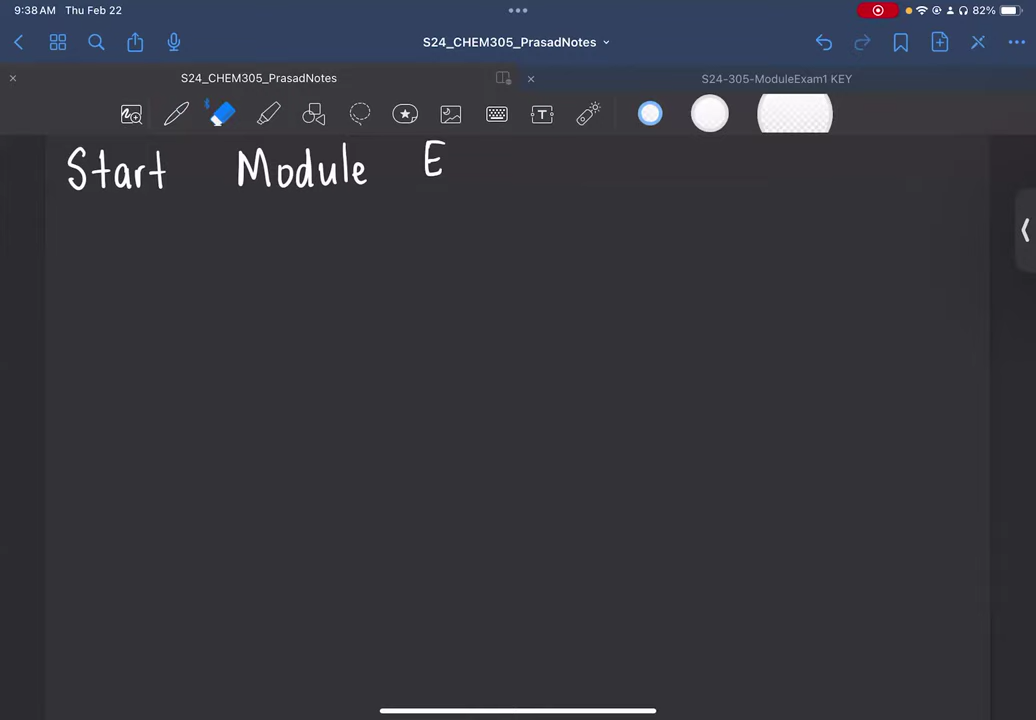 9:38 AM Thu Feb 22
82%
S24_CHEM305_PrasadNotes
S24_CHEM305_PrasadNotes
S24-305-ModuleExam1 KEY
Start Module E